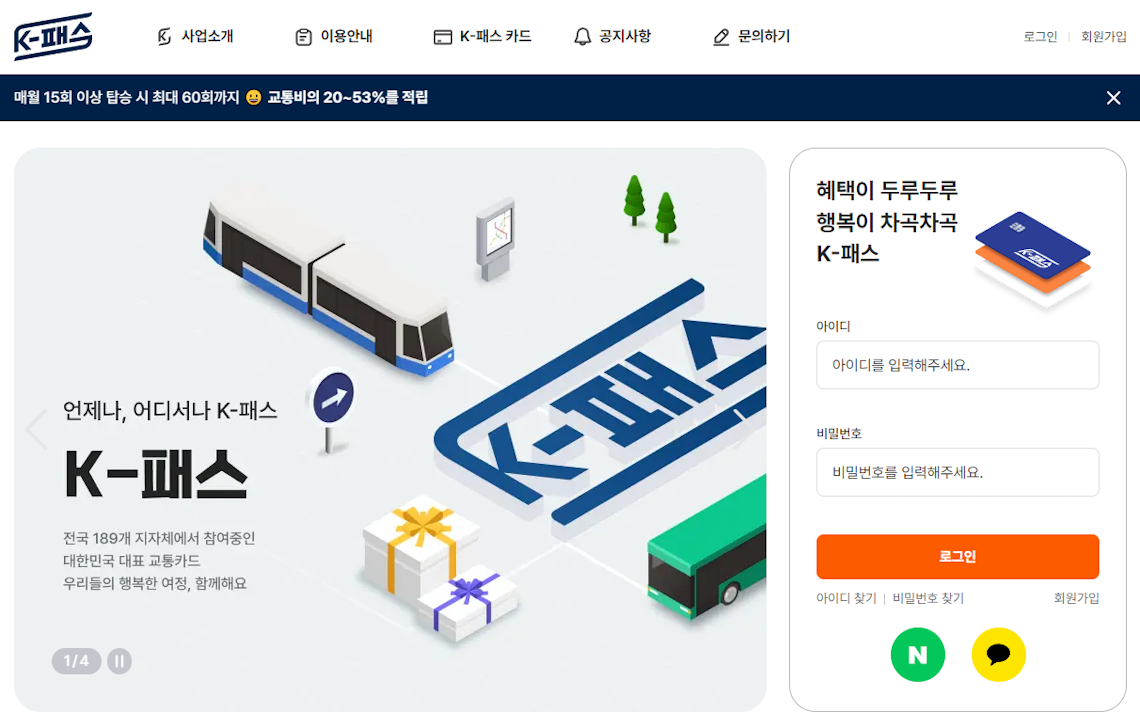 K-패스
사업소개
이용안내
K-패스 카드
공지사항
문의하기
로그인 | 회원가입
매월 15회 이상 탑승 시 최대 60회까지 😀 교통비의 20~53%를 적립
언제나, 어디서나 K-패스
K-패스
전국 189개 지자체에서 참여중인
대한민국 대표 교통카드
우리들의 행복한 여정, 함께해요
1/4
K-패스
혜택이 두루두루
행복이 차곡차곡
K-패스
K-패스
아이디
아이디를 입력해주세요.
비밀번호
비밀번호를 입력해주세요.
로그인
아이디 찾기 | 비밀번호 찾기
회원가입
N